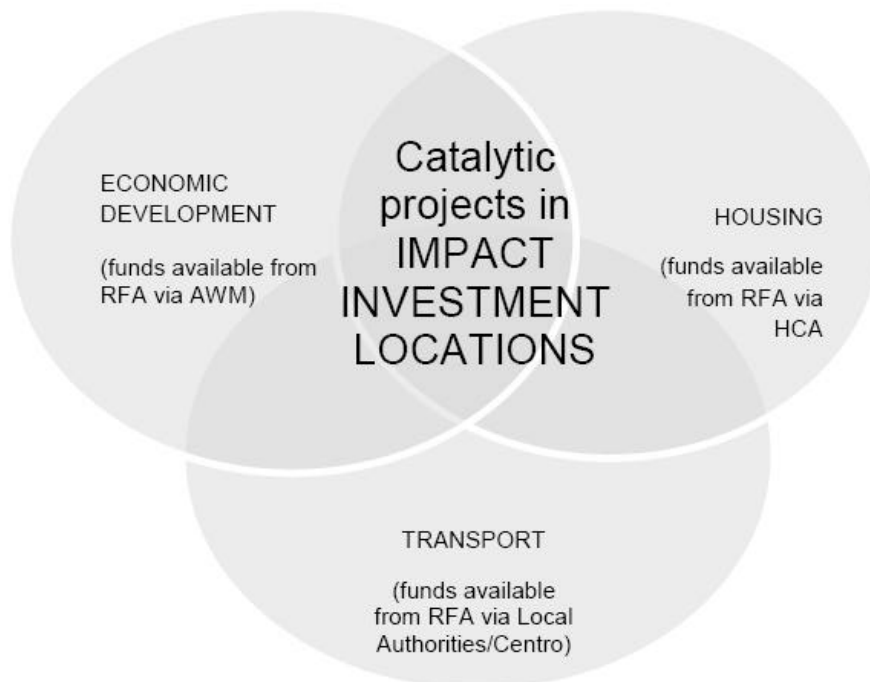 Catalytic
projects in
IMPACT
INVESTMENT
LOCATIONS
ECONOMIC
DEVELOPMENT
(funds available from
RFA via AWM)
HOUSING
(funds available
from RFA via
HCA
TRANSPORT
(funds available
from RFA via Local
Authorities/Centro)